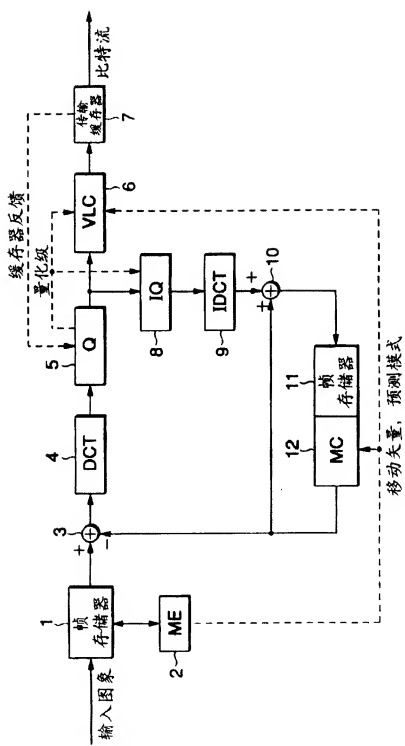 输入图象
1
帧
存储器
ME
2
+
3
−
4
DCT
缓存器反馈
量化级
5
Q
VLC
6
传输
缓存器
7
比特流
IQ
8
IDCT
9
+
+
10
11
帧
存储器
12
MC
移动矢量，预测模式